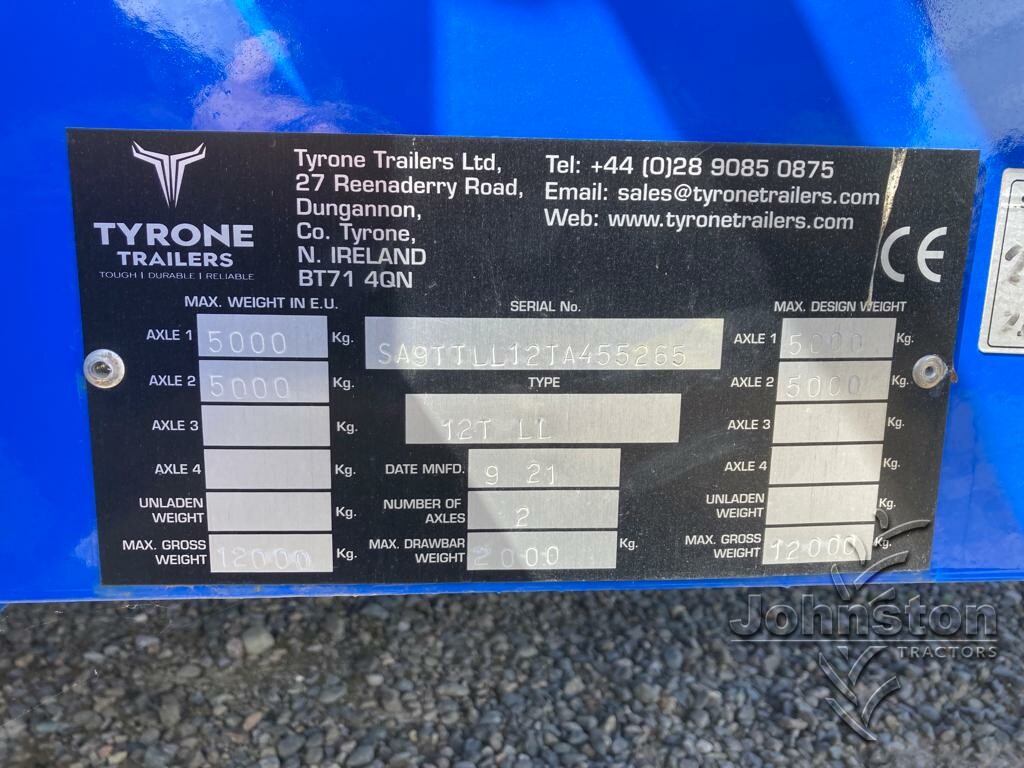 TYRONE
TRAILERS
TOUGH | DURABLE | RELIABLE
Tyrone Trailers Ltd,
27 Reenaderry Road,
Dungannon,
Co. Tyrone,
N. IRELAND
BT71 4QN
Tel: +44 (0)28 9085 0875
Email: sales@tyronetrailers.com
Web: www.tyronetrailers.com
CE
MAX. WEIGHT IN E.U.
AXLE 1 5000 Kg.
AXLE 2 5000 Kg.
AXLE 3 Kg.
AXLE 4 Kg.
UNLADEN
WEIGHT Kg.
MAX. GROSS
WEIGHT 12000 Kg.
SERIAL No.
SA9TTLL12TA455265
TYPE
12T LL
DATE MNFD. 9 21
NUMBER OF
AXLES 2
MAX. DRAWBAR
WEIGHT 2000 Kg.
MAX. DESIGN WEIGHT
AXLE 1 5000 Kg.
AXLE 2 5000 Kg.
AXLE 3 Kg.
AXLE 4 Kg.
UNLADEN
WEIGHT Kg.
MAX. GROSS
WEIGHT 12000 Kg.
Johnston
TRACTORS